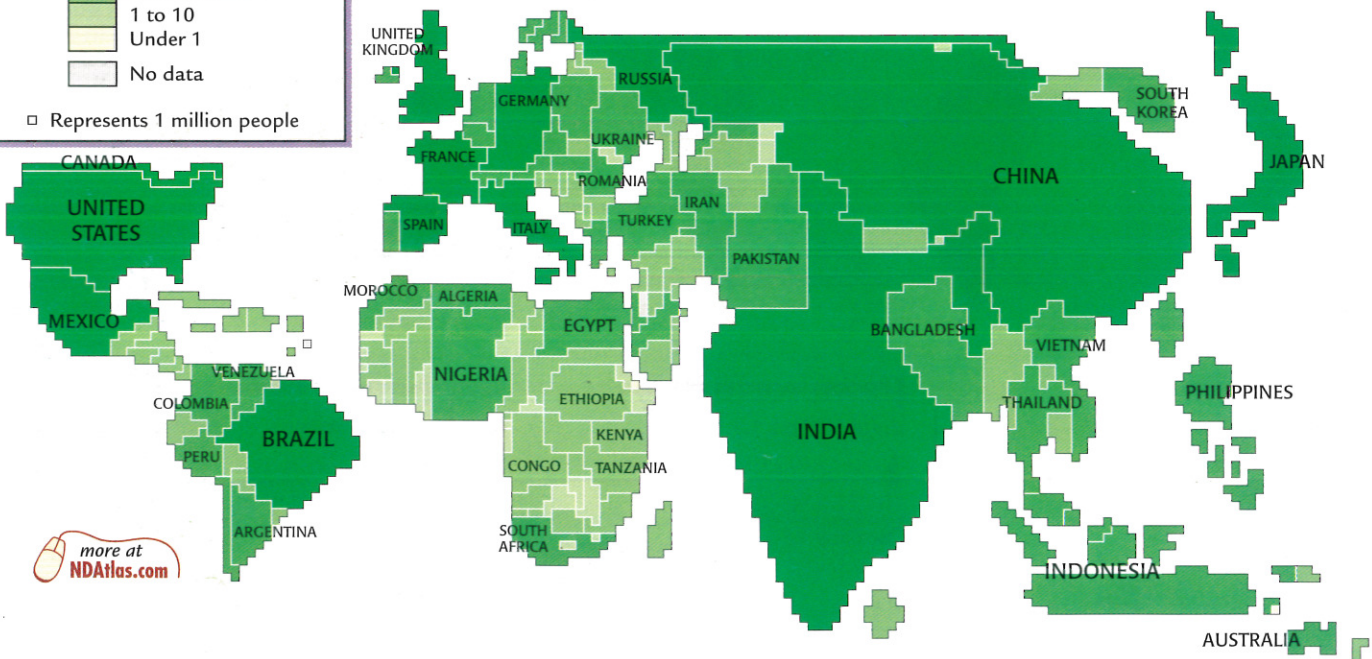 1 to 10
Under 1
No data
Represents 1 million people
CANADA
UNITED
STATES
MEXICO
VENEZUELA
COLOMBIA
BRAZIL
PERU
ARGENTINA
more at
NDAtlas.com
UNITED
KINGDOM
RUSSIA
GERMANY
UKRAINE
FRANCE
ROMANIA
SPAIN
ITALY
TURKEY
IRAN
PAKISTAN
MOROCCO
ALGERIA
EGYPT
NIGERIA
ETHIOPIA
KENYA
CONGO
TANZANIA
SOUTH
AFRICA
SOUTH
KOREA
JAPAN
CHINA
BANGLADESH
VIETNAM
THAILAND
PHILIPPINES
INDIA
INDONESIA
AUSTRALIA